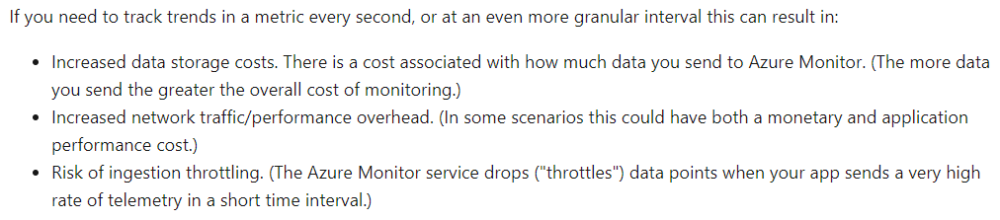 If you need to track trends in a metric every second, or at an even more granular interval this can result in:
• Increased data storage costs. There is a cost associated with how much data you send to Azure Monitor. (The more data
you send the greater the overall cost of monitoring.)
• Increased network traffic/performance overhead. (In some scenarios this could have both a monetary and application
performance cost.)
• Risk of ingestion throttling. (The Azure Monitor service drops ("throttles") data points when your app sends a very high
rate of telemetry in a short time interval.)